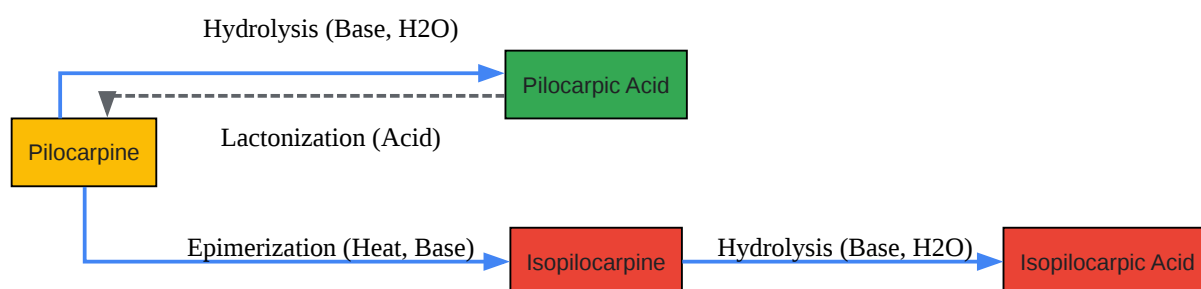 Hydrolysis (Base, H2O)
Pilocarpic Acid
Lactonization (Acid)
Pilocarpine
Epimerization (Heat, Base)
Isopilocarpine
Hydrolysis (Base, H2O)
Isopilocarpic Acid